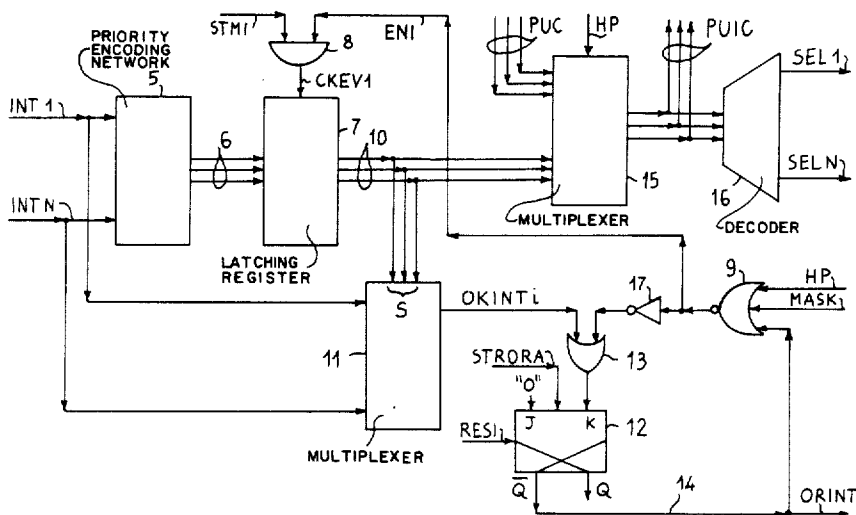 PRIORITY
ENCODING
NETWORK
5
STMI
8
ENI
PUC
HP
PUIC
SEL 1
CKEV1
INT 1
7
10
6
15
16
SEL N
INT N
MULTIPLEXER
DECODER
LATCHING
REGISTER
17
9
HP
MASK
S
OKINT i
11
13
STRORA
"0"
J
K
12
RESI
MULTIPLEXER
Q̅
Q
14
ORINT